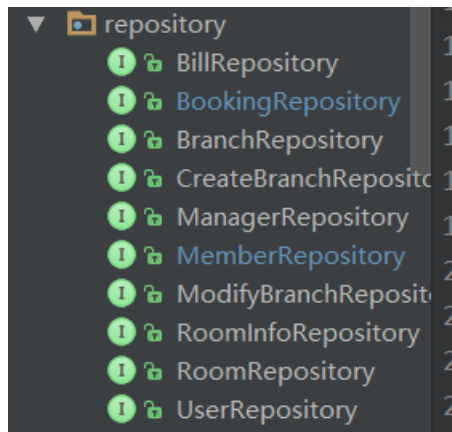 repository
BillRepository
BookingRepository
BranchRepository
CreateBranchReposito
ManagerRepository
MemberRepository
ModifyBranchReposit
RoomInfoRepository
RoomRepository
UserRepository